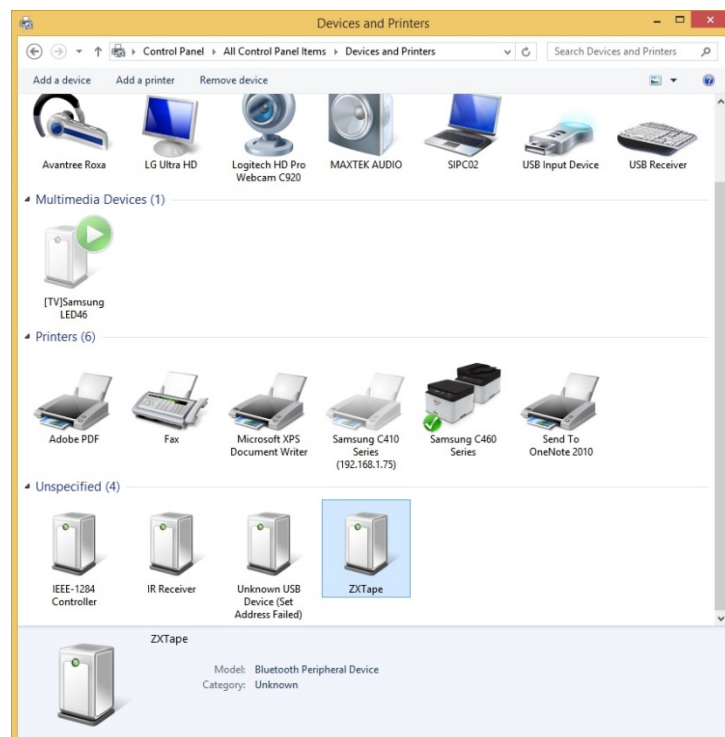 Devices and Printers
Control Panel ▸ All Control Panel Items ▸ Devices and Printers
Search Devices and Printers
Add a device Add a printer Remove device
Avantree Roxa
LG Ultra HD
Logitech HD Pro
Webcam C920
MAXTEK AUDIO
SIPC02
USB Input Device
USB Receiver
Multimedia Devices (1)
[TV]Samsung
LED46
Printers (6)
Adobe PDF
Fax
Microsoft XPS
Document Writer
Samsung C410
Series
(192.168.1.75)
Samsung C460
Series
Send To
OneNote 2010
Unspecified (4)
IEEE-1284
Controller
IR Receiver
Unknown USB
Device (Set
Address Failed)
ZXTape
ZXTape
Model: Bluetooth Peripheral Device
Category: Unknown